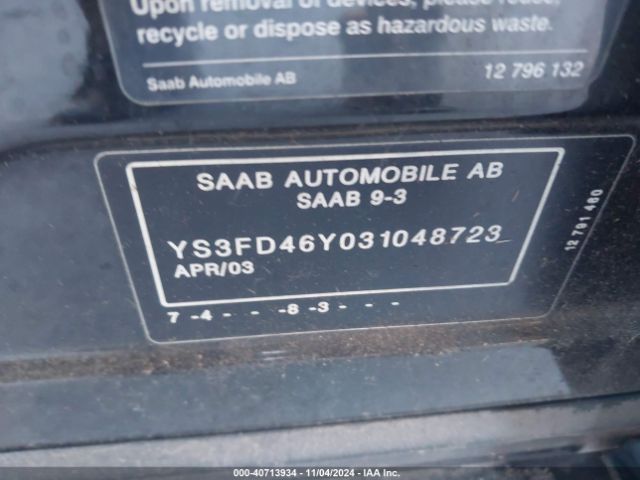 Upon removal of devices, please reuse,
recycle or dispose as hazardous waste.
Saab Automobile AB 12 796 132
SAAB AUTOMOBILE AB
SAAB 9-3
YS3FD46Y031048723
APR/03
7 -4 - - -8 -3 - - -
12 791 460
000-40713934 - 11/04/2024 - IAA Inc.